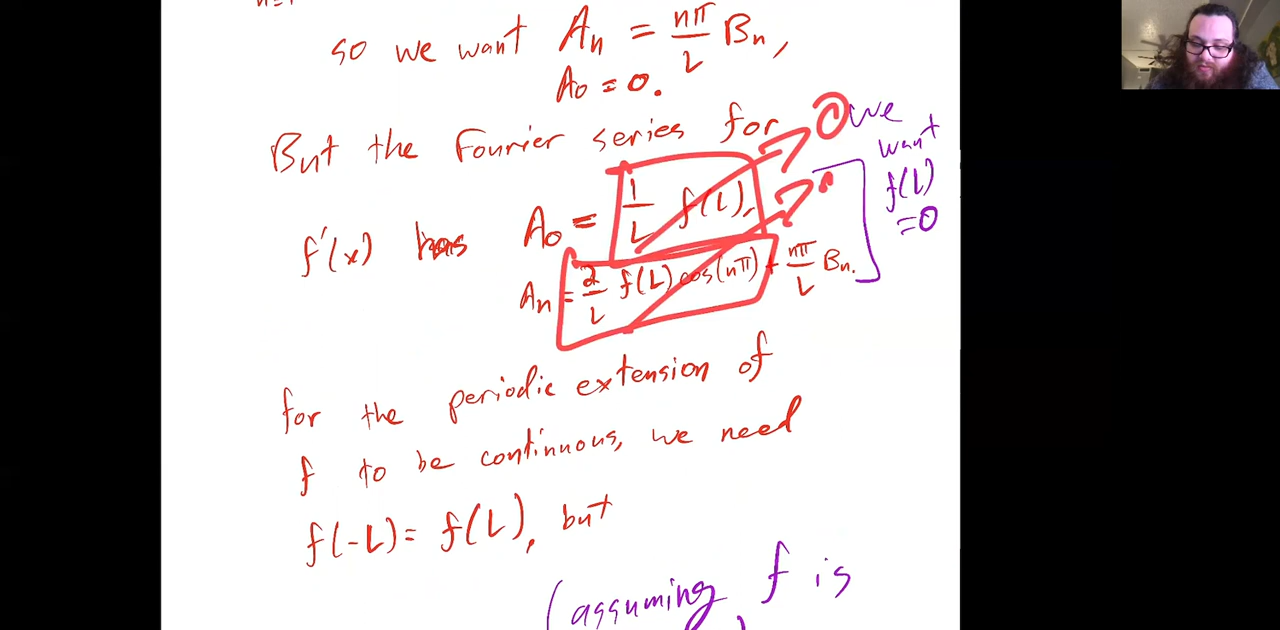 so we want Aₙ = nπ/L Bₙ,
A₀ = 0.
But the Fourier series for 0 we
want
f(L)
= 0
f'(x) has A₀ = 1/L f(L),
Aₙ = 2/L f(L) cos(nπ) + nπ/L Bₙ.
for the periodic extension of
f to be continuous, we need
f(-L) = f(L), but
(assuming f is